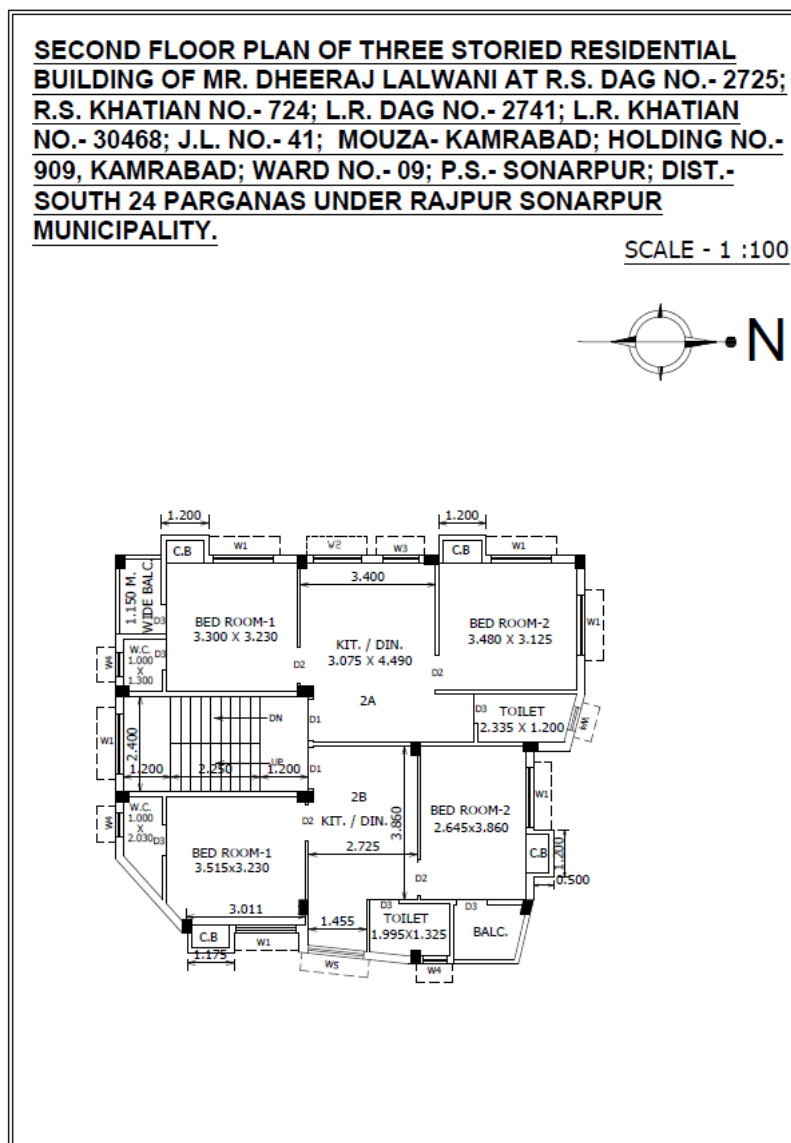 SECOND FLOOR PLAN OF THREE STORIED RESIDENTIAL
BUILDING OF MR. DHEERAJ LALWANI AT R.S. DAG NO.- 2725;
R.S. KHATIAN NO.- 724; L.R. DAG NO.- 2741; L.R. KHATIAN
NO.- 30468; J.L. NO.- 41; MOUZA- KAMRABAD; HOLDING NO.-
909, KAMRABAD; WARD NO.- 09; P.S.- SONARPUR; DIST.-
SOUTH 24 PARGANAS UNDER RAJPUR SONARPUR
MUNICIPALITY.
SCALE - 1 :100
N
1.200
1.200
C.B
W1
W2
W3
C.B
W1
1.150 M.
WIDE BALC.
3.400
W1
D3
BED ROOM-1
3.300 X 3.230
KIT. / DIN.
3.075 X 4.490
BED ROOM-2
3.480 X 3.125
W4
W.C.
1.000
X
1.300
D3
D2
D2
2A
D3
TOILET
2.335 X 1.200
W4
W1
2.400
DN
D1
UP
D1
1.200
2.250
1.200
2B
KIT. / DIN.
3.860
BED ROOM-2
2.645x3.860
W1
W4
W.C.
1.000
X
2.030
D3
D2
BED ROOM-1
3.515x3.230
2.725
C.B
1.200
0.500
D2
3.011
1.455
D3
TOILET
1.995X1.325
D3
BALC.
C.B
W1
1.175
W5
W4